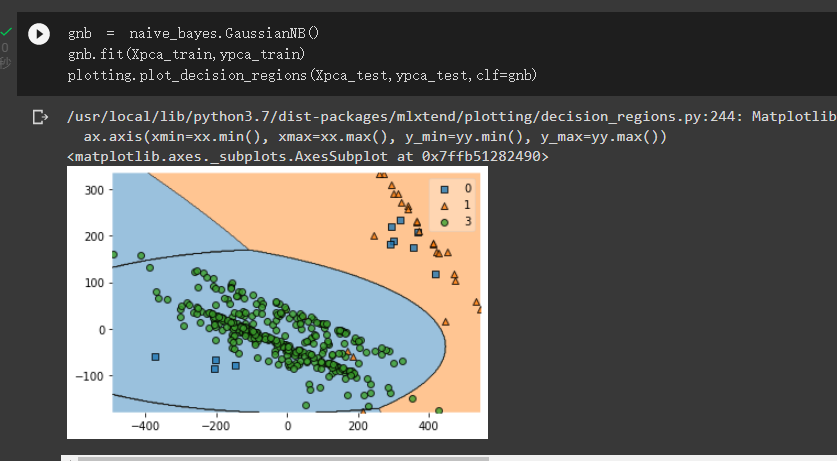 gnb = naive_bayes.GaussianNB()
0
gnb.fit(Xpca_train,ypca_train)
秒
plotting.plot_decision_regions(Xpca_test,ypca_test,clf=gnb)
/usr/local/lib/python3.7/dist-packages/mlxtend/plotting/decision_regions.py:244: Matplotlib
ax.axis(xmin=xx.min(), xmax=xx.max(), y_min=yy.min(), y_max=yy.max())
<matplotlib.axes._subplots.AxesSubplot at 0x7ffb51282490>
0
1
3
300
200
100
0
−100
−400 −200 0 200 400